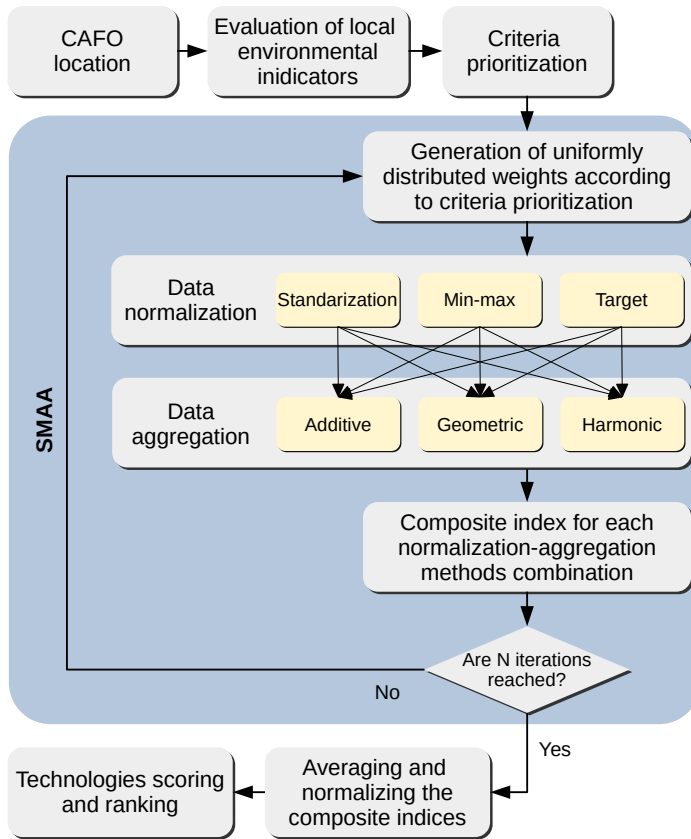 CAFO
location
Evaluation of local
environmental
inidicators
Criteria
prioritization
Generation of uniformly
distributed weights according
to criteria prioritization
Data
normalization
Standarization
Min-max
Target
Data
aggregation
Additive
Geometric
Harmonic
SMAA
Composite index for each
normalization-aggregation
methods combination
Are N iterations
reached?
No
Yes
Technologies scoring
and ranking
Averaging and
normalizing the
composite indices